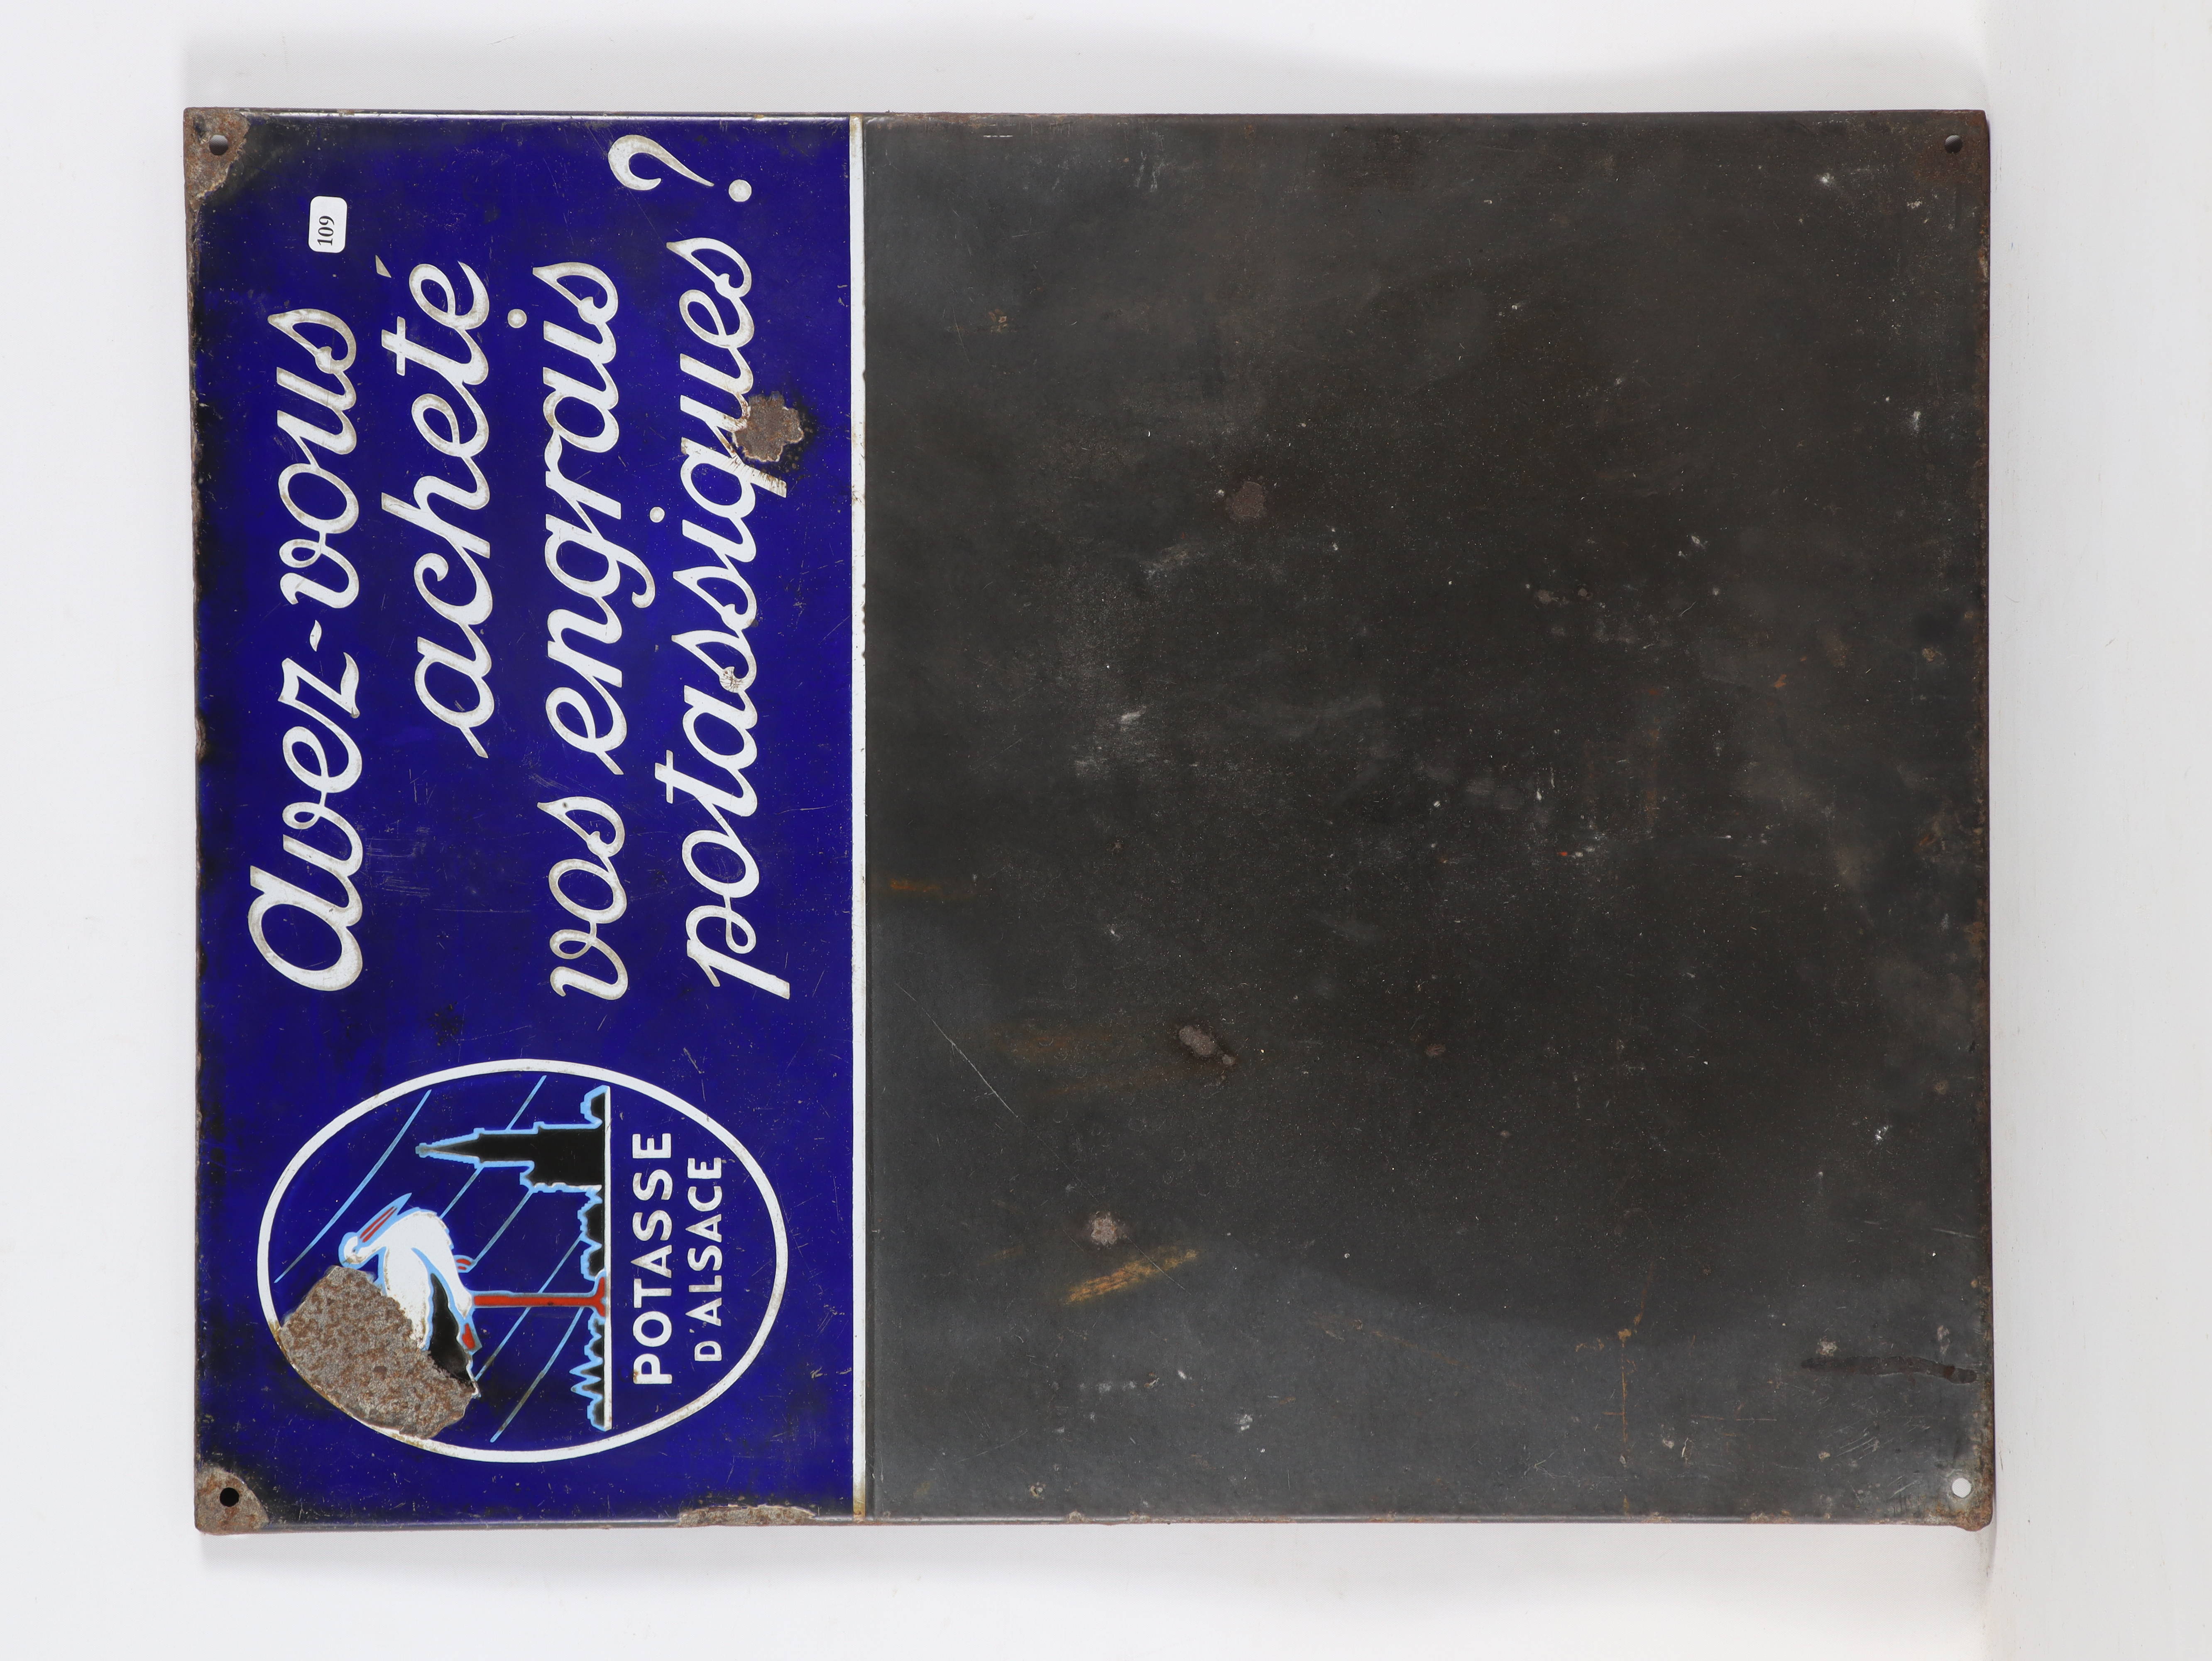 109
Avez-vous
acheté
vos engrais
potassiques ?
POTASSE
D'ALSACE